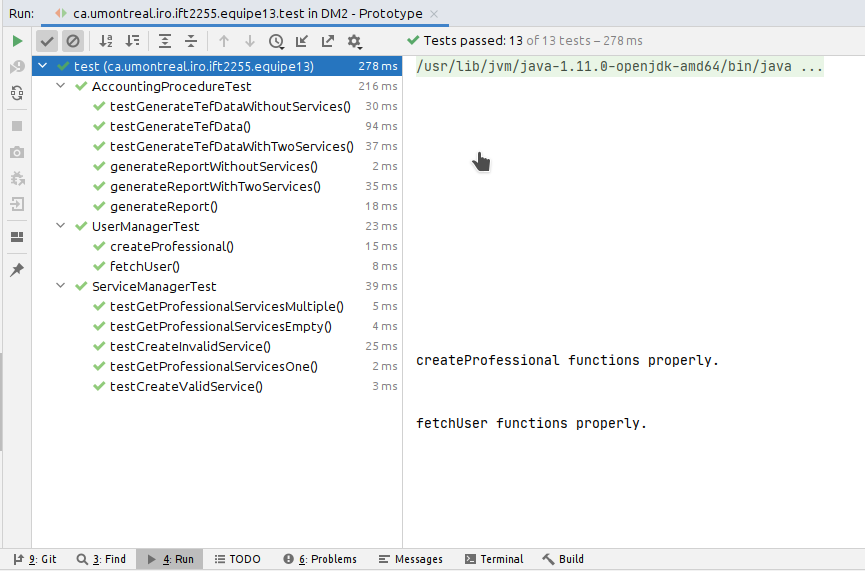 Run: ca.umontreal.iro.ift2255.equipe13.test in DM2 - Prototype
Tests passed: 13 of 13 tests – 278 ms
test (ca.umontreal.iro.ift2255.equipe13) 278 ms
AccountingProcedureTest 216 ms
testGenerateTefDataWithoutServices() 30 ms
testGenerateTefData() 94 ms
testGenerateTefDataWithTwoServices() 37 ms
generateReportWithoutServices() 2 ms
generateReportWithTwoServices() 35 ms
generateReport() 18 ms
UserManagerTest 23 ms
createProfessional() 15 ms
fetchUser() 8 ms
ServiceManagerTest 39 ms
testGetProfessionalServicesMultiple() 5 ms
testGetProfessionalServicesEmpty() 4 ms
testCreateInvalidService() 25 ms
testGetProfessionalServicesOne() 2 ms
testCreateValidService() 3 ms
/usr/lib/jvm/java-1.11.0-openjdk-amd64/bin/java ...
createProfessional functions properly.
fetchUser functions properly.
9: Git 3: Find 4: Run TODO 6: Problems Messages Terminal Build